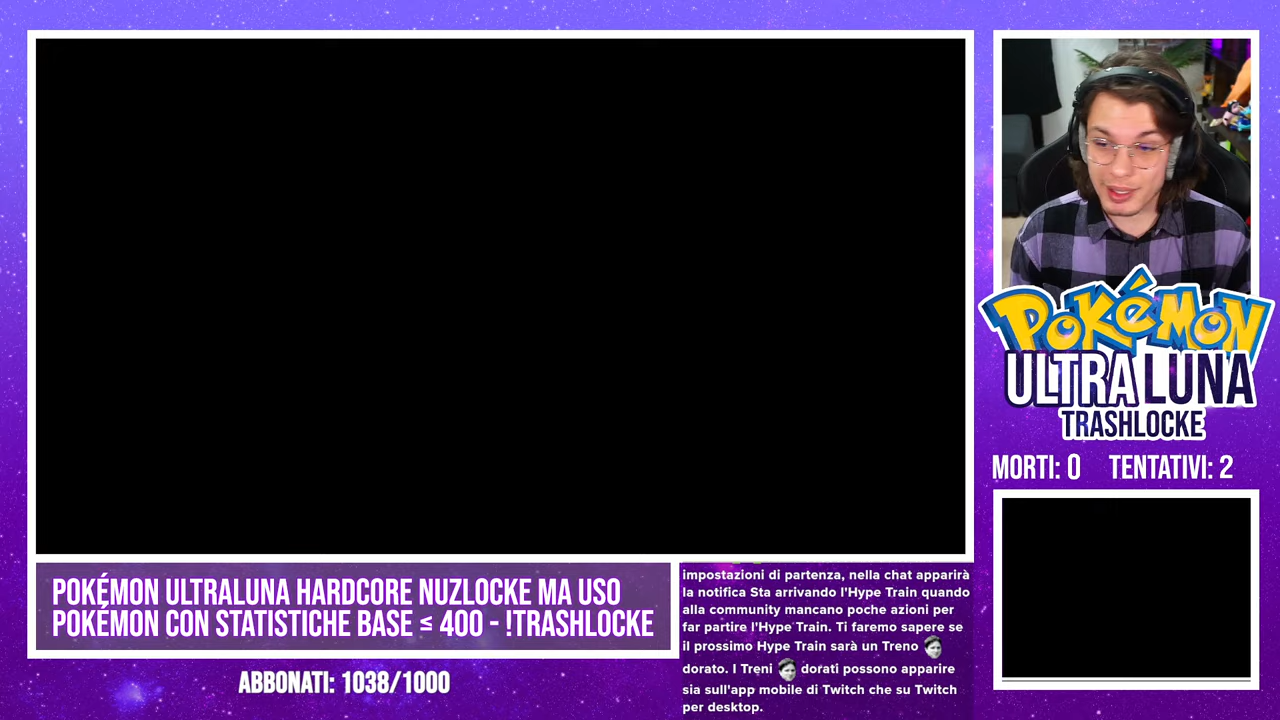 POKÉMON
ULTRALUNA
TRASHLOCKE
MORTI: 0 TENTATIVI: 2
POKÉMON ULTRALUNA HARDCORE NUZLOCKE MA USO
POKÉMON CON STATISTICHE BASE ≤ 400 - !TRASHLOCKE
ABBONATI: 1038/1000
impostazioni di partenza, nella chat apparirà
la notifica Sta arrivando l'Hype Train quando
alla community mancano poche azioni per
far partire l'Hype Train. Ti faremo sapere se
il prossimo Hype Train sarà un Treno
dorato. I Treni dorati possono apparire
sia sull'app mobile di Twitch che su Twitch
per desktop.